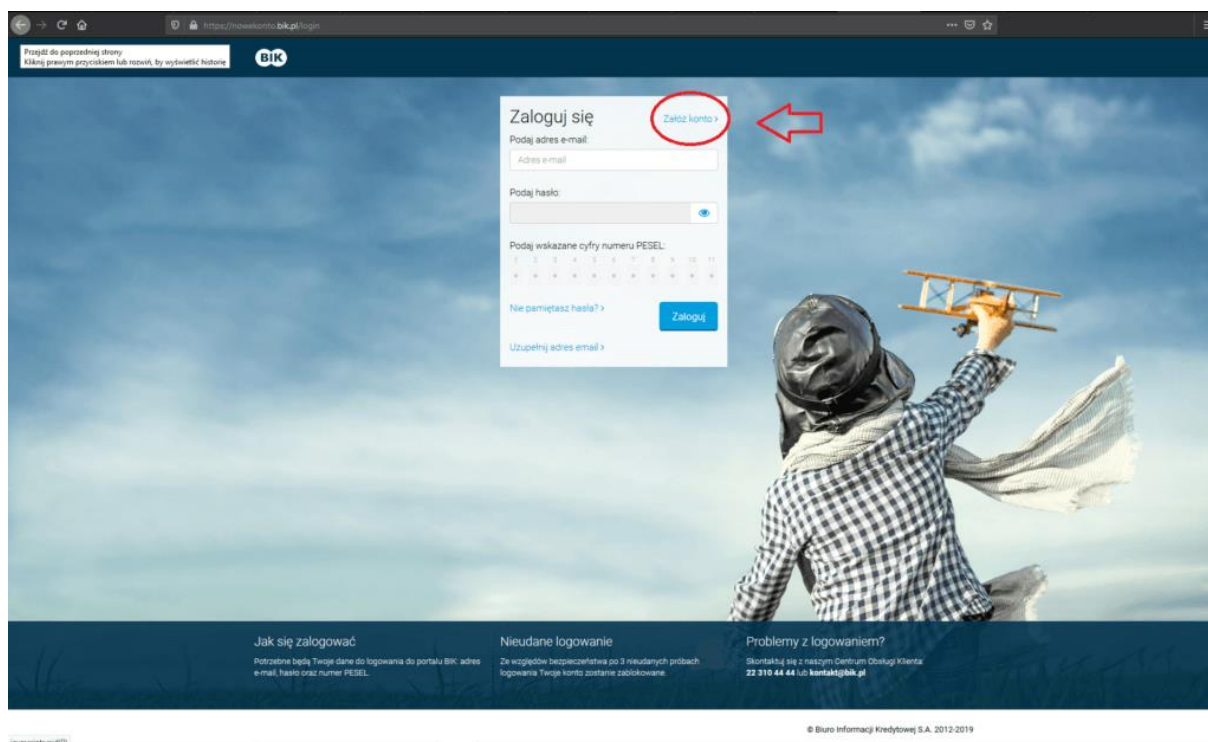 https://nowekonto.bik.pl/login
Przejdź do poprzedniej strony
Kliknij prawym przyciskiem lub rozwiń, by wyświetlić historię
BIK
Zaloguj się
Załóż konto >
Podaj adres e-mail:
Adres e-mail
Podaj hasło:
Podaj wskazane cyfry numeru PESEL:
1 2 3 4 5 6 7 8 9 10 11
Nie pamiętasz hasła? >
Zaloguj
Uzupełnij adres email >
Jak się zalogować
Potrzebne będą Twoje dane do logowania do portalu BIK: adres
e-mail, hasło oraz numer PESEL.
Nieudane logowanie
Ze względów bezpieczeństwa po 3 nieudanych próbach
logowania Twoje konto zostanie zablokowane.
Problemy z logowaniem?
Skontaktuj się z naszym Centrum Obsługi Klienta:
22 310 44 44 lub kontakt@bik.pl
© Biuro Informacji Kredytowej S.A. 2012-2019